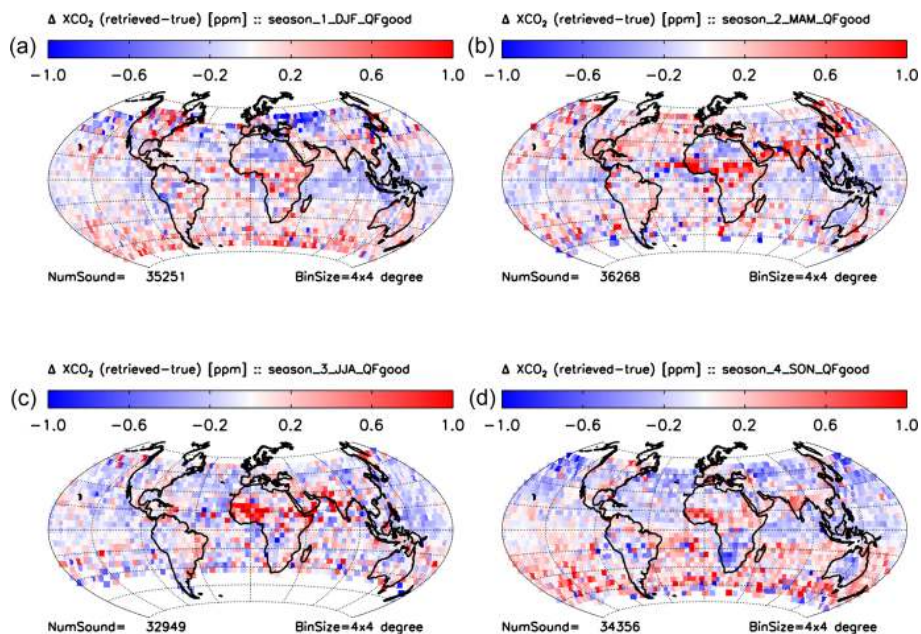 Δ XCO₂ (retrieved-true) [ppm] :: season_1_DJF_QFgood
(a)
-1.0 -0.6 -0.2 0.2 0.6 1.0
NumSound= 35251 BinSize=4x4 degree
Δ XCO₂ (retrieved-true) [ppm] :: season_2_MAM_QFgood
(b)
-1.0 -0.6 -0.2 0.2 0.6 1.0
NumSound= 36268 BinSize=4x4 degree
Δ XCO₂ (retrieved-true) [ppm] :: season_3_JJA_QFgood
(c)
-1.0 -0.6 -0.2 0.2 0.6 1.0
NumSound= 32949 BinSize=4x4 degree
Δ XCO₂ (retrieved-true) [ppm] :: season_4_SON_QFgood
(d)
-1.0 -0.6 -0.2 0.2 0.6 1.0
NumSound= 34356 BinSize=4x4 degree